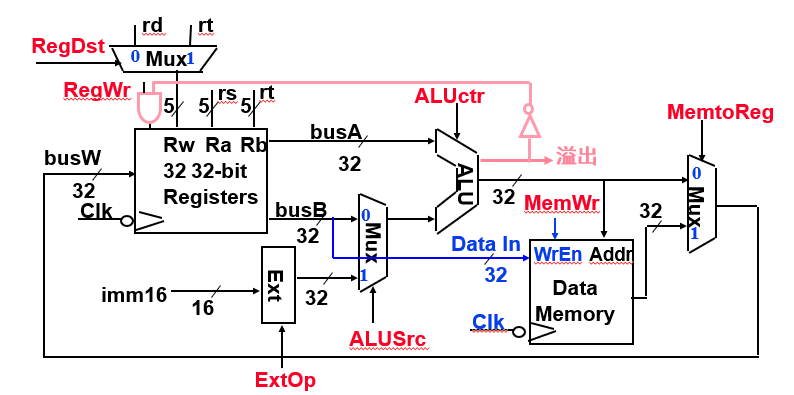 rd rt
RegDst
0 Mux 1
RegWr
5 5 rs 5 rt
ALUctr
MemtoReg
busA
32
溢出
Rw Ra Rb
32 32-bit
Registers
busW
32
Clk
ALU
32
MemWr
0
Mux
1
32
busB
32
0
Mux
1
Data In
32
WrEn Addr
Data
Memory
Clk
imm16
16
Ext
32
ALUSrc
ExtOp